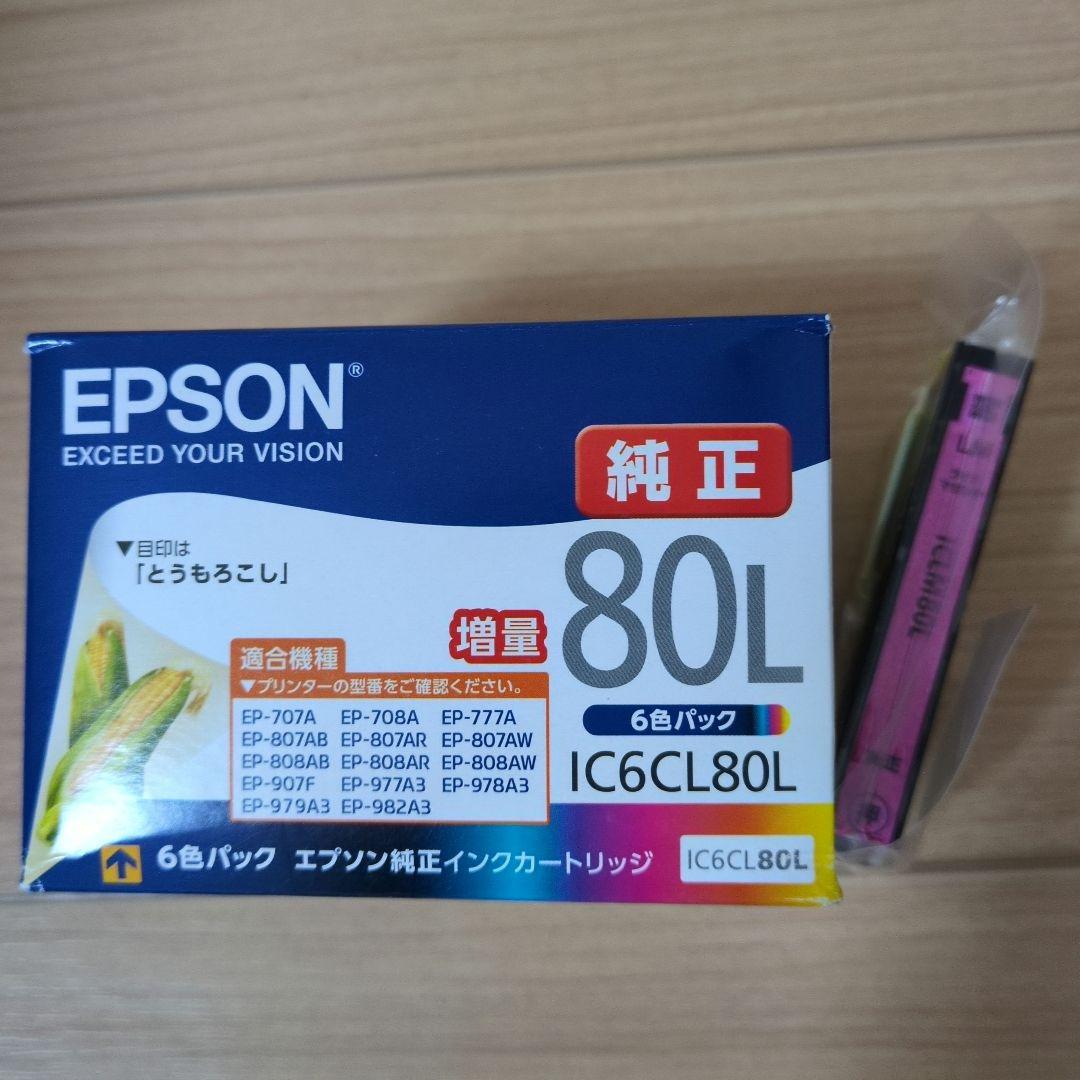 EPSON®
EXCEED YOUR VISION
純正
▼目印は
「とうもろこし」
増量
80L
適合機種
▼プリンターの型番をご確認ください。
EP-707A EP-708A EP-777A
EP-807AB EP-807AR EP-807AW
EP-808AB EP-808AR EP-808AW
EP-907F EP-977A3 EP-978A3
EP-979A3 EP-982A3
6色パック
IC6CL80L
6色パック エプソン純正インクカートリッジ
IC6CL80L
ICLM80L
純正